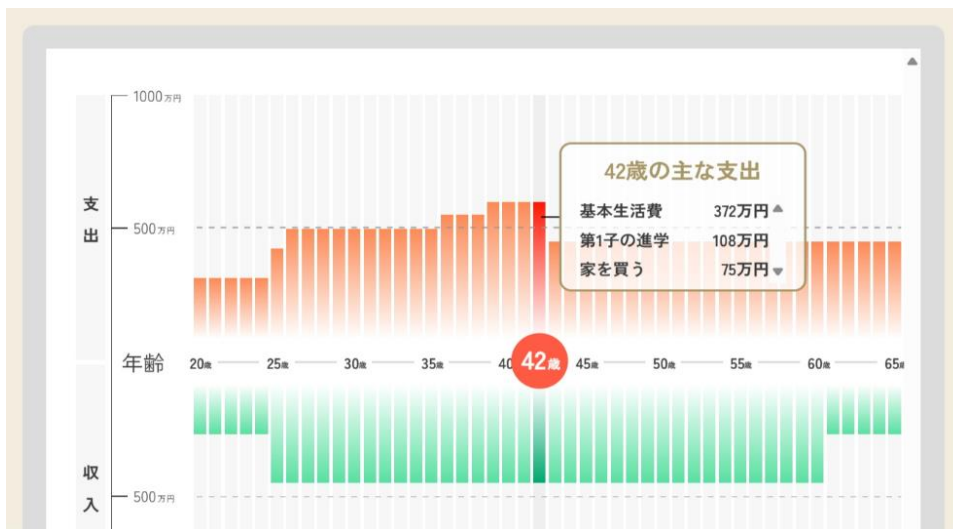 1000万円
42歳の主な支出
支出
基本生活費 372万円
500万円
第1子の進学 108万円
家を買う 75万円
年齢 20歳 25歳 30歳 35歳 40 42歳 45歳 50歳 55歳 60歳 65歳
収入
500万円